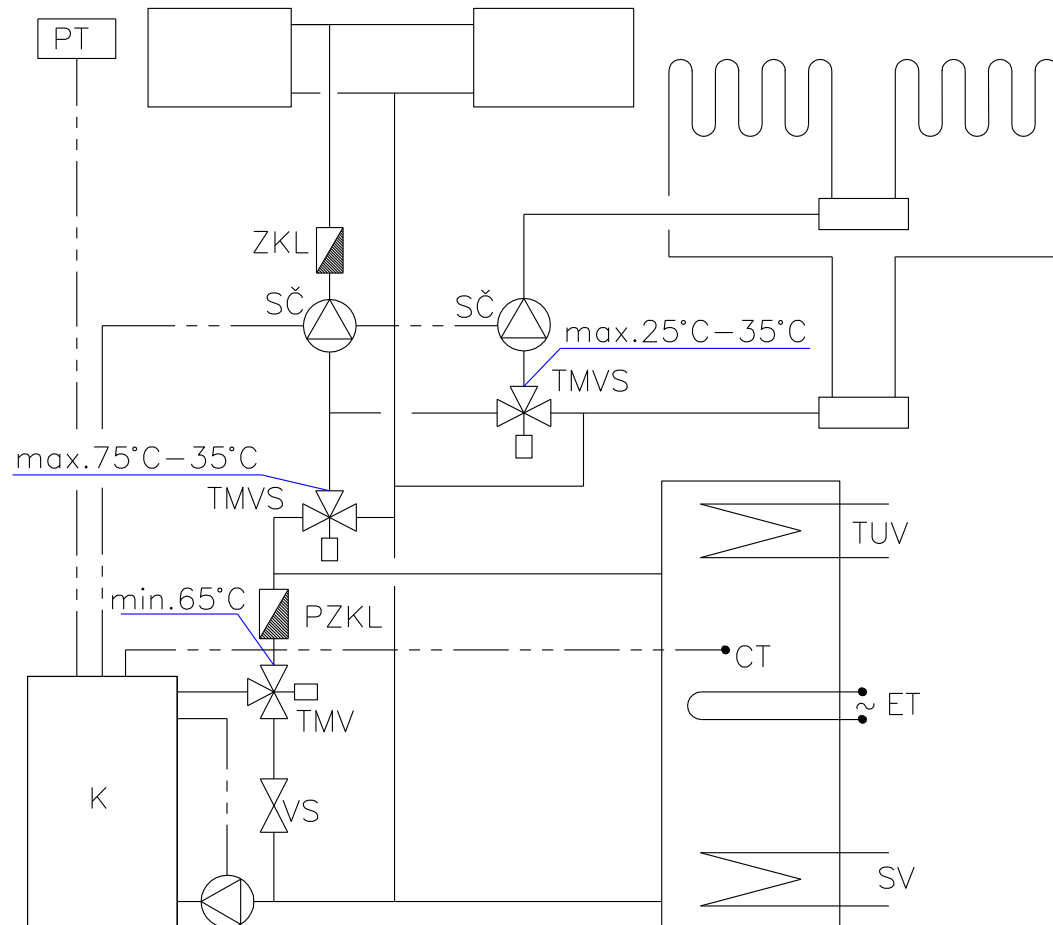 PT
ZKL
SČ
SČ
max.25°C–35°C
TMVS
max.75°C–35°C
TMVS
TUV
min.65°C
PZKL
CT
ET
~
TMV
K
VS
SV